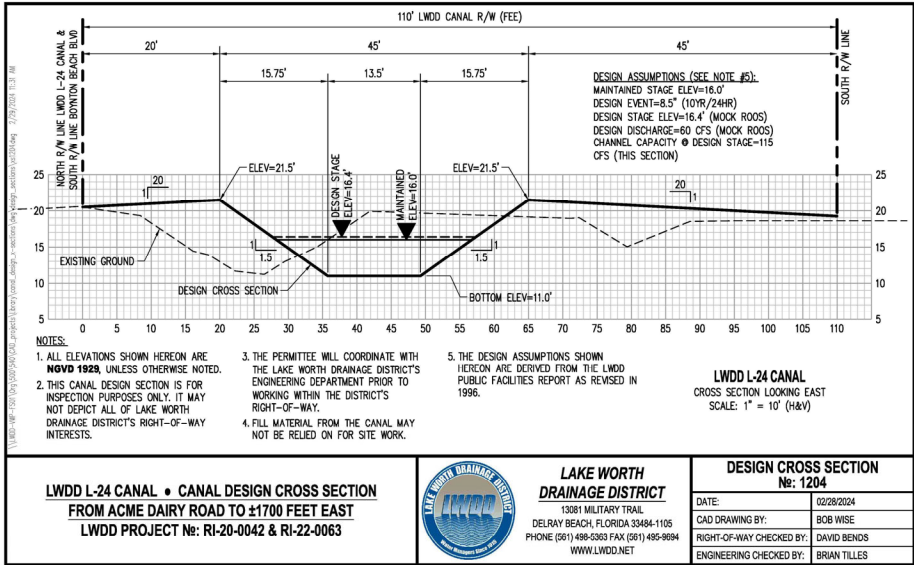 110' LWDD CANAL R/W (FEE)
20'
45'
45'
15.75'
13.5'
15.75'
NORTH R/W LINE LWDD L-24 CANAL &
SOUTH R/W LINE BOYNTON BEACH BLVD
SOUTH R/W LINE
DESIGN ASSUMPTIONS (SEE NOTE #5):
MAINTAINED STAGE ELEV=16.0'
DESIGN EVENT=8.5" (10YR/24HR)
DESIGN STAGE ELEV=16.4' (MOCK ROOS)
DESIGN DISCHARGE=60 CFS (MOCK ROOS)
CHANNEL CAPACITY @ DESIGN STAGE=115
CFS (THIS SECTION)
ELEV=21.5'
DESIGN STAGE
ELEV=16.4'
MAINTAINED
ELEV=16.0'
ELEV=21.5'
20
1
20
1
1
1.5
1
1.5
EXISTING GROUND
DESIGN CROSS SECTION
BOTTOM ELEV=11.0'
25
20
15
10
5
25
20
15
10
5
0 5 10 15 20 25 30 35 40 45 50 55 60 65 70 75 80 85 90 95 100 105 110
NOTES:
1. ALL ELEVATIONS SHOWN HEREON ARE
NGVD 1929, UNLESS OTHERWISE NOTED.
2. THIS CANAL DESIGN SECTION IS FOR
INSPECTION PURPOSES ONLY. IT MAY
NOT DEPICT ALL OF LAKE WORTH
DRAINAGE DISTRICT'S RIGHT-OF-WAY
INTERESTS.
3. THE PERMITTEE WILL COORDINATE WITH
THE LAKE WORTH DRAINAGE DISTRICT'S
ENGINEERING DEPARTMENT PRIOR TO
WORKING WITHIN THE DISTRICT'S
RIGHT-OF-WAY.
4. FILL MATERIAL FROM THE CANAL MAY
NOT BE RELIED ON FOR SITE WORK.
5. THE DESIGN ASSUMPTIONS SHOWN
HEREON ARE DERIVED FROM THE LWDD
PUBLIC FACILITIES REPORT AS REVISED IN
1996.
LWDD L-24 CANAL
CROSS SECTION LOOKING EAST
SCALE: 1" = 10' (H&V)
LWDD L-24 CANAL • CANAL DESIGN CROSS SECTION
FROM ACME DAIRY ROAD TO ±1700 FEET EAST
LWDD PROJECT №: RI-20-0042 & RI-22-0063
LAKE WORTH DRAINAGE DISTRICT
LWDD
Water Managers Since 1915
LAKE WORTH
DRAINAGE DISTRICT
13081 MILITARY TRAIL
DELRAY BEACH, FLORIDA 33484-1105
PHONE (561) 498-5363 FAX (561) 495-9694
WWW.LWDD.NET
DESIGN CROSS SECTION
№: 1204
DATE: 02/28/2024
CAD DRAWING BY: BOB WISE
RIGHT-OF-WAY CHECKED BY: DAVID BENDS
ENGINEERING CHECKED BY: BRIAN TILLES
2/29/2024 11:31 AM